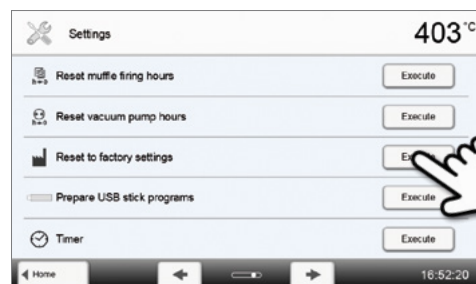 Settings
403 °C
Reset muffle firing hours Execute
Reset vacuum pump hours Execute
Reset to factory settings
Prepare USB stick programs Execute
Timer Execute
Home 16:52:20